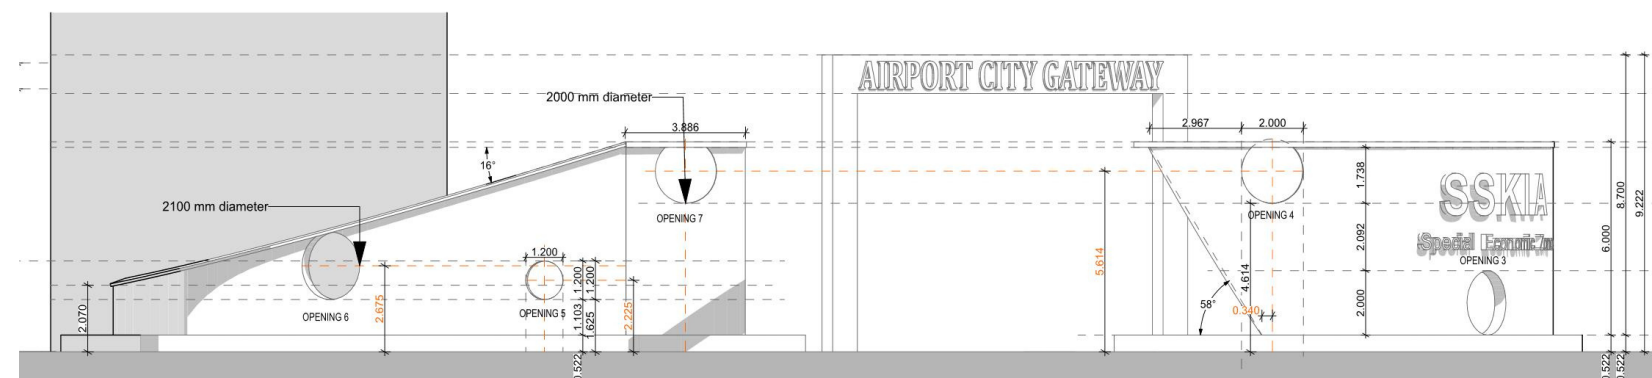 AIRPORT CITY GATEWAY
2000 mm diameter
3.886
2.967
2.000
16°
1.738
SSKIA
8.700
9.222
2100 mm diameter
OPENING 7
OPENING 4
Special Economic Zone
OPENING 3
6.000
2.092
1.200
5.614
4.614
1.200
1.200
2.070
2.675
OPENING 6
OPENING 5
1.103
1.625
2.225
58°
0.340
2.000
0.522
0.522
0.522